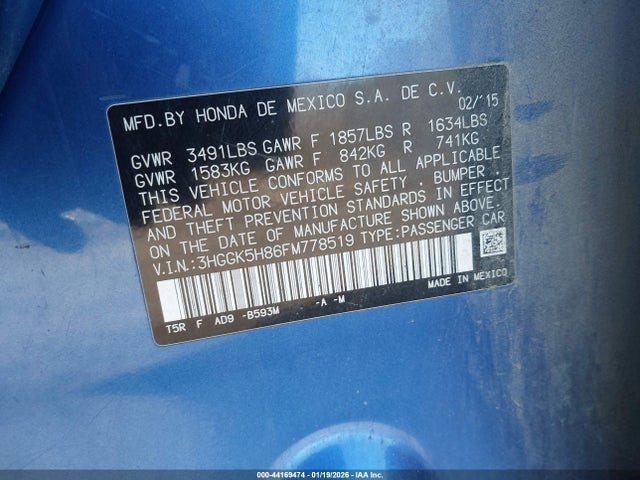 MFD.BY HONDA DE MEXICO S.A. DE C.V.
02/'15
GVWR 3491LBS GAWR F 1857LBS R 1634LBS
GVWR 1583KG GAWR F 842KG R 741KG
THIS VEHICLE CONFORMS TO ALL APPLICABLE
FEDERAL MOTOR VEHICLE SAFETY , BUMPER ,
AND THEFT PREVENTION STANDARDS IN EFFECT
ON THE DATE OF MANUFACTURE SHOWN ABOVE.
V.I.N.:3HGGK5H86FM778519 TYPE:PASSENGER CAR
MADE IN MEXICO
T5R F AD9 -B593M -A -M
000-44169474 - 01/19/2026 - IAA Inc.